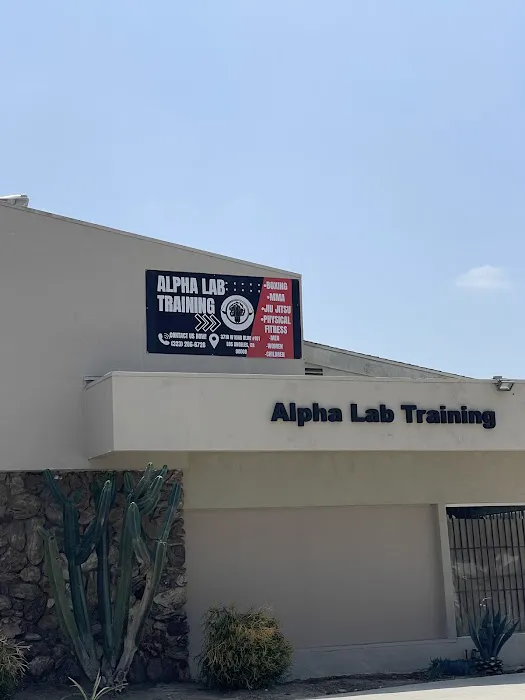 ALPHA LAB
TRAINING
CONTACT US NOW!
•BOXING
•MMA
•JIU JITSU
•PHYSICAL
FITNESS
-MEN
-WOMEN
-CHILDREN
LOS ANGELES, CA
Alpha Lab Training